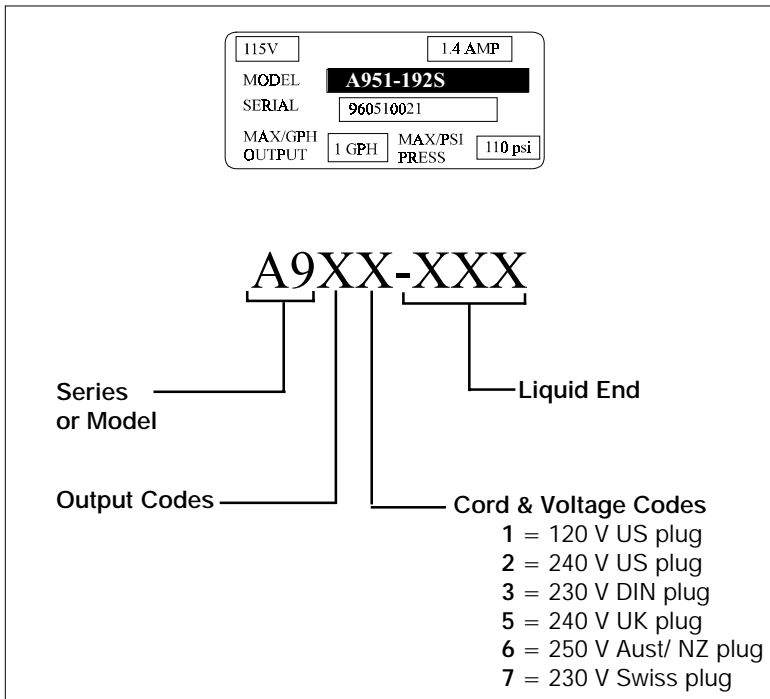 115V 1.4 AMP
MODEL A951-192S
SERIAL 960510021
MAX/GPH OUTPUT 1 GPH MAX/PSI PRESS 110 psi
A9XX-XXX
Series or Model
Liquid End
Output Codes
Cord & Voltage Codes
1 = 120 V US plug
2 = 240 V US plug
3 = 230 V DIN plug
5 = 240 V UK plug
6 = 250 V Aust/ NZ plug
7 = 230 V Swiss plug